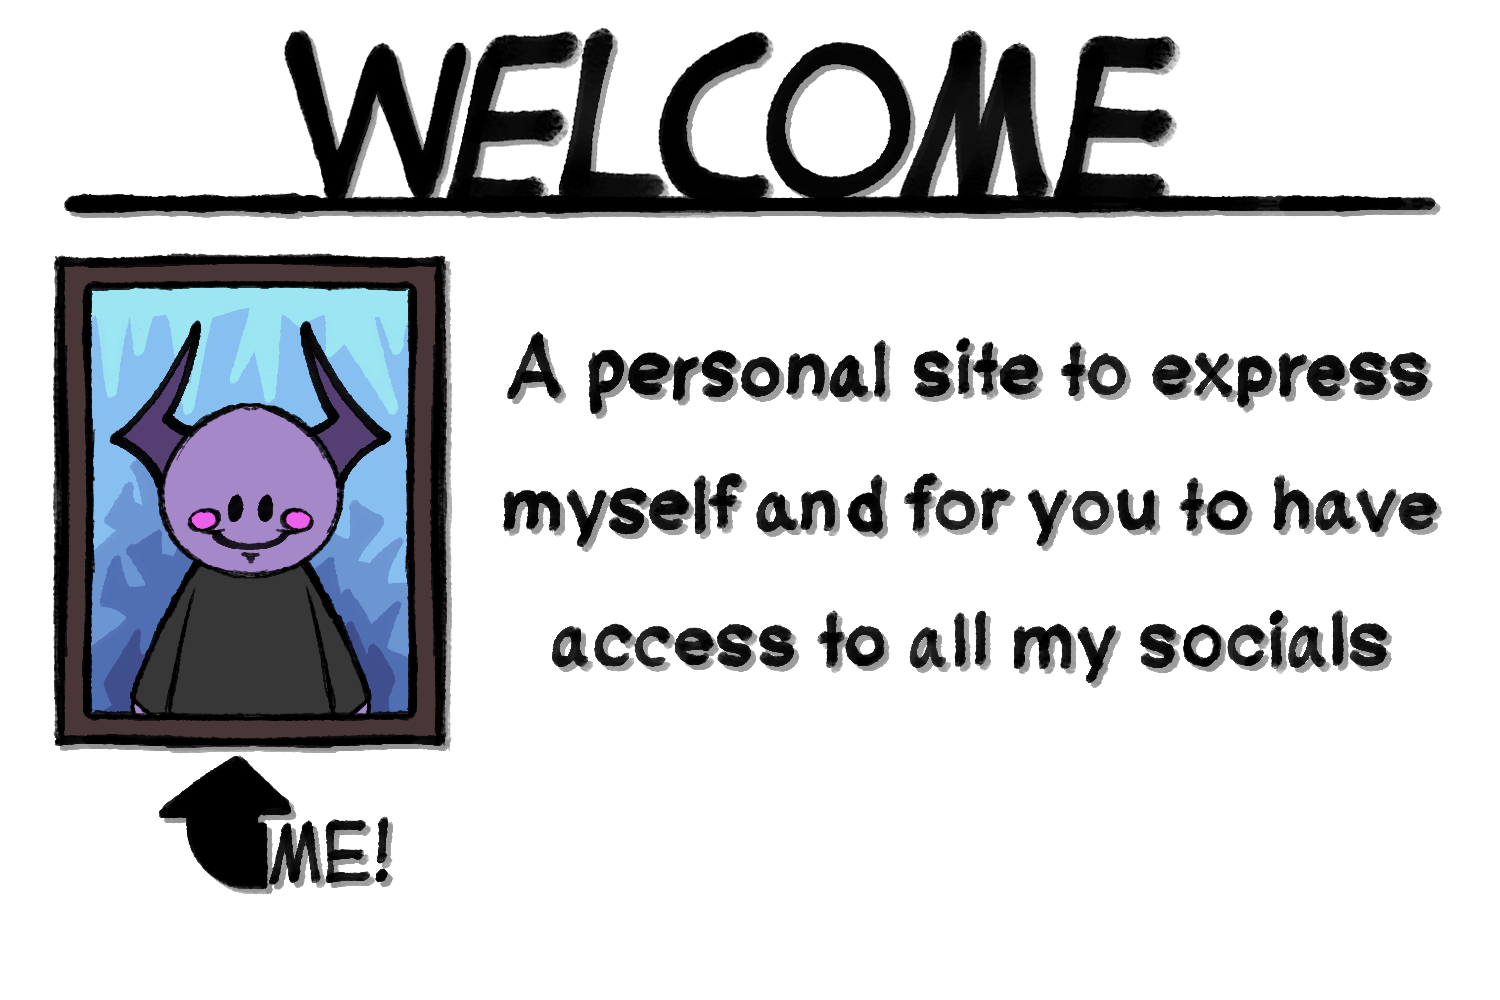 WELCOME
A personal site to express
myself and for you to have
access to all my socials
ME!